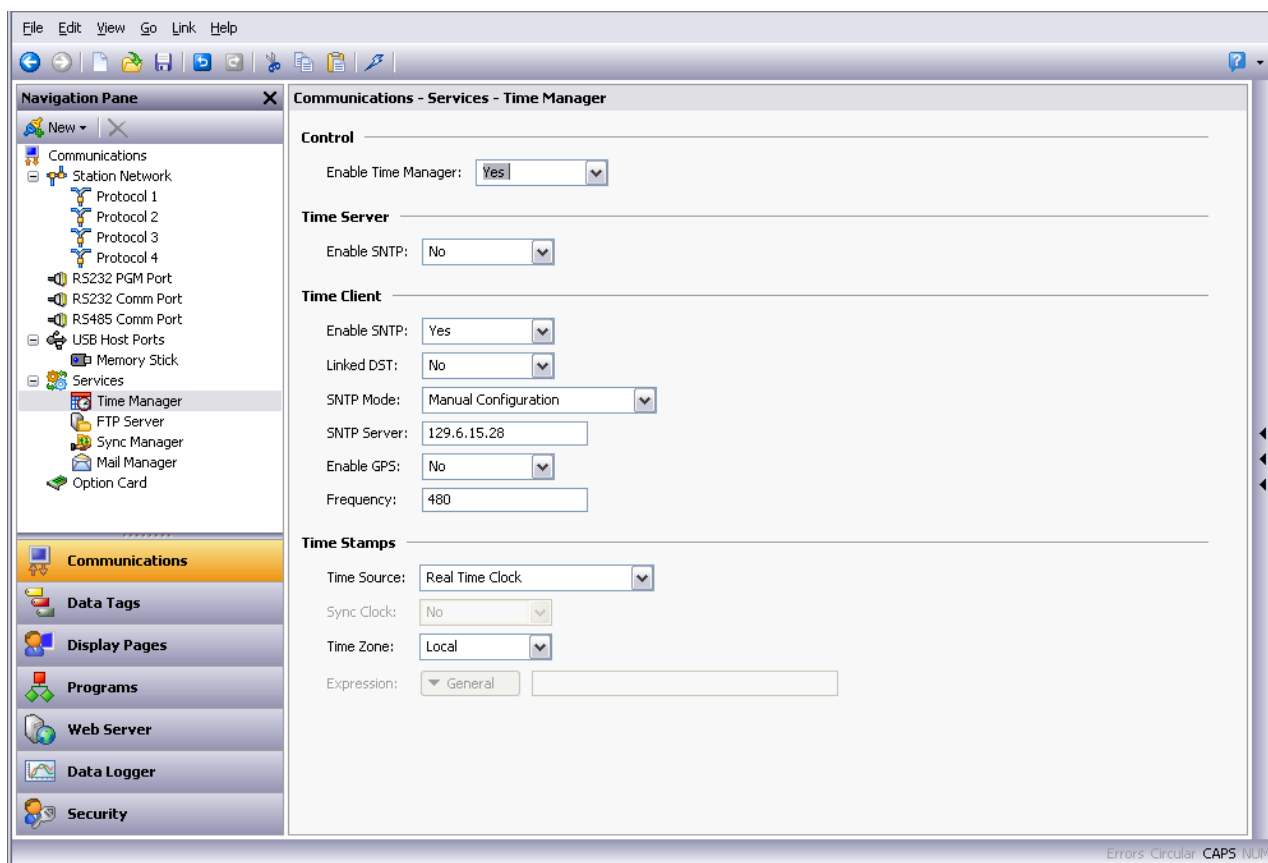 File Edit View Go Link Help
Navigation Pane
New
Communications
Station Network
Protocol 1
Protocol 2
Protocol 3
Protocol 4
RS232 PGM Port
RS232 Comm Port
RS485 Comm Port
USB Host Ports
Memory Stick
Services
Time Manager
FTP Server
Sync Manager
Mail Manager
Option Card
Communications
Data Tags
Display Pages
Programs
Web Server
Data Logger
Security
Communications - Services - Time Manager
Control
Enable Time Manager: Yes
Time Server
Enable SNTP: No
Time Client
Enable SNTP: Yes
Linked DST: No
SNTP Mode: Manual Configuration
SNTP Server: 129.6.15.28
Enable GPS: No
Frequency: 480
Time Stamps
Time Source: Real Time Clock
Sync Clock: No
Time Zone: Local
Expression: General
Errors Circular CAPS NUM